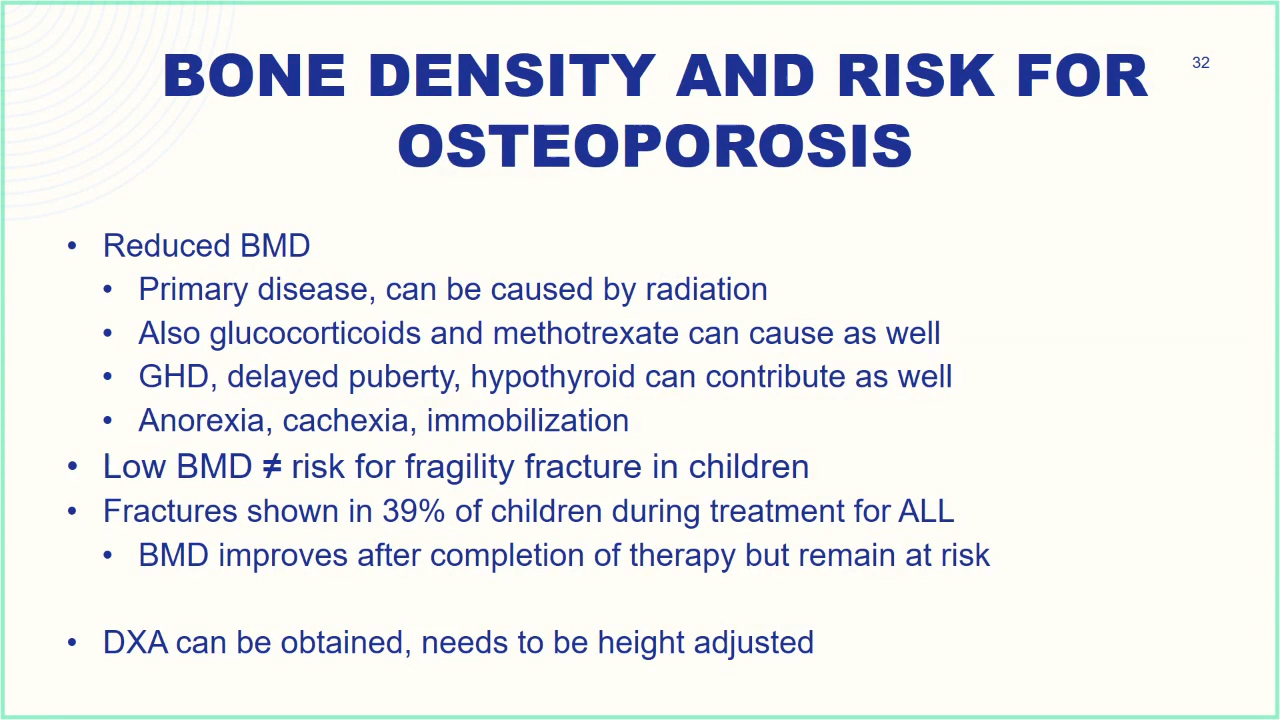 BONE DENSITY AND RISK FOR
OSTEOPOROSIS
32
• Reduced BMD
• Primary disease, can be caused by radiation
• Also glucocorticoids and methotrexate can cause as well
• GHD, delayed puberty, hypothyroid can contribute as well
• Anorexia, cachexia, immobilization
• Low BMD ≠ risk for fragility fracture in children
• Fractures shown in 39% of children during treatment for ALL
• BMD improves after completion of therapy but remain at risk
• DXA can be obtained, needs to be height adjusted